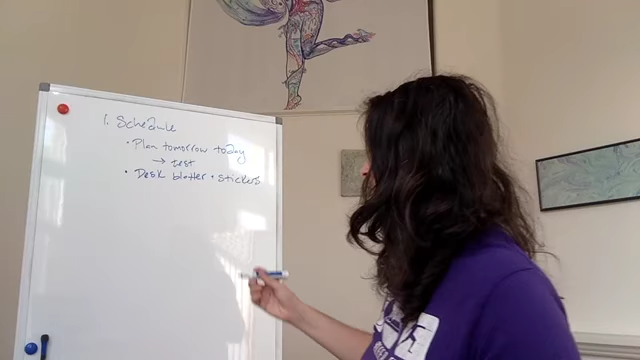 1. Schedule
• Plan tomorrow today
→ test
• Desk blotter + stickers